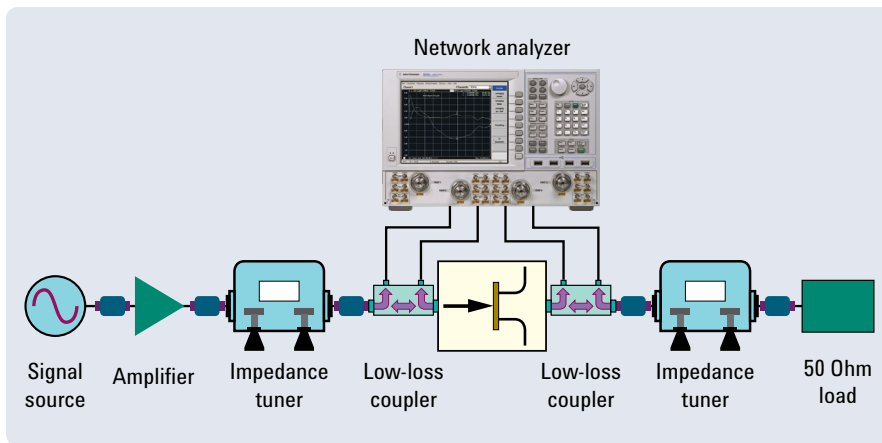 Network analyzer
Signal
source
Amplifier
Impedance
tuner
Low-loss
coupler
Low-loss
coupler
Impedance
tuner
50 Ohm
load